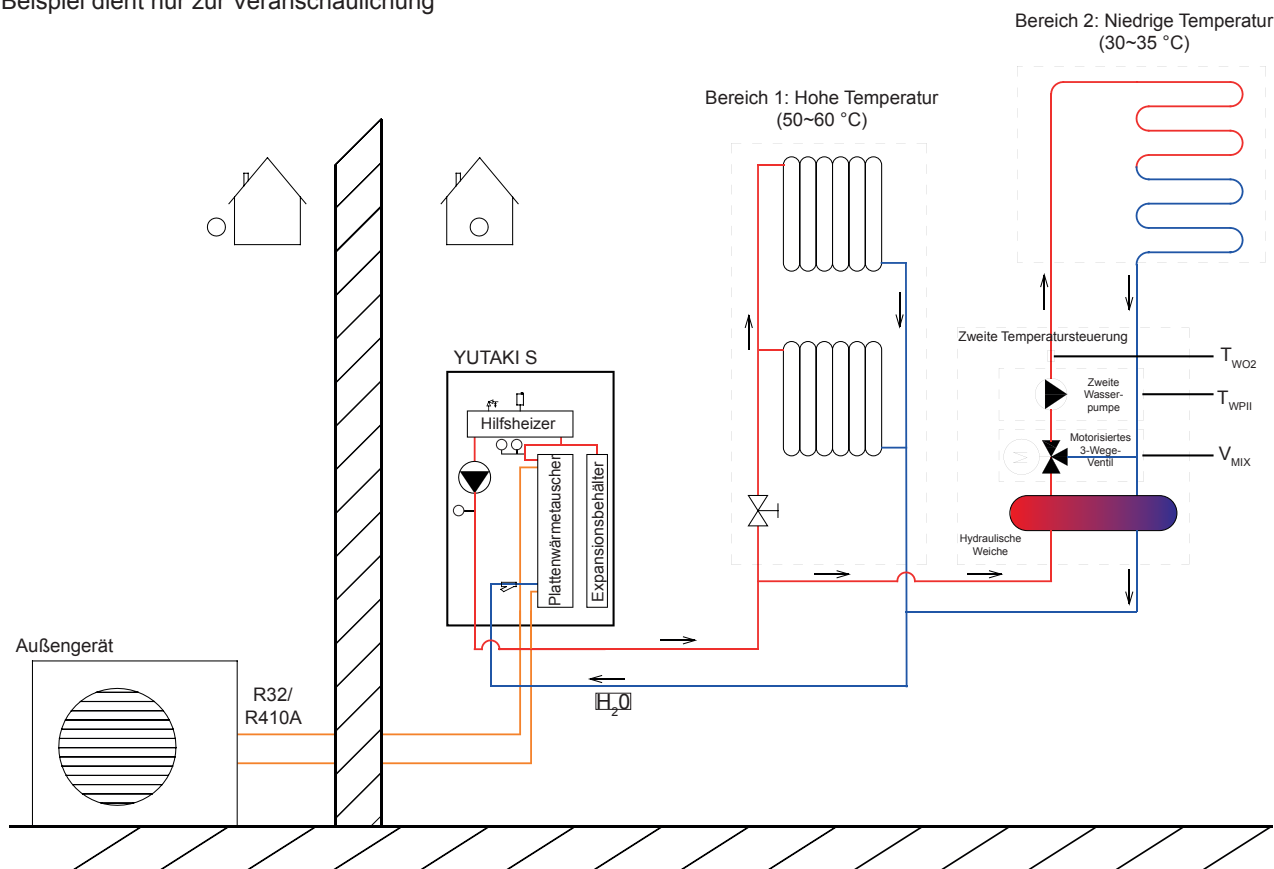 Beispiel dient nur zur Veranschaulichung
Bereich 2: Niedrige Temperatur
(30~35 °C)
Bereich 1: Hohe Temperatur
(50~60 °C)
Zweite Temperatursteuerung
YUTAKI S
T_WO2
Zweite
Wasser-
pumpe
T_WPII
Hilfsheizer
Motorisiertes
3-Wege-
Ventil
M
V_MIX
Plattenwärmetauscher
Expansionsbehälter
Hydraulische
Weiche
Außengerät
R32/
R410A
H_20